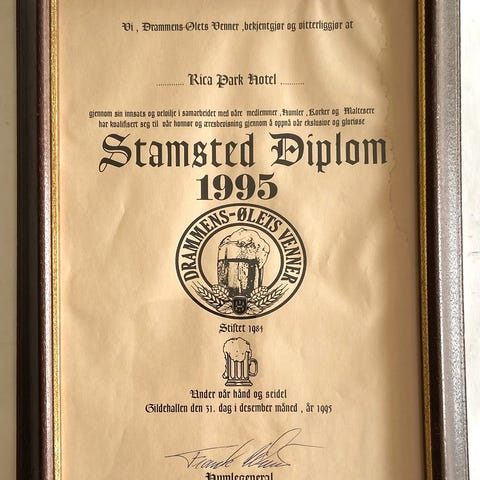 Vi , Drammens-Ølets Venner ,bekjentgjør og vitterliggjør at
............ Rica Park Hotel ..........
gjennom sin innsats og velvilje i samarbeidet med våre medlemmer ,Humler , Korker og Maltesere
har kvalifisert seg til vår honnør og æresbevisning gjennom å oppnå vår ekslusive og gloriøse
Stamsted Diplom
1995
DRAMMENS-ØLETS VENNER
Stiftet 1984
Under vår hånd og seidel
Gildehallen den 31. dag i desember måned , år 1995
Humlegeneral